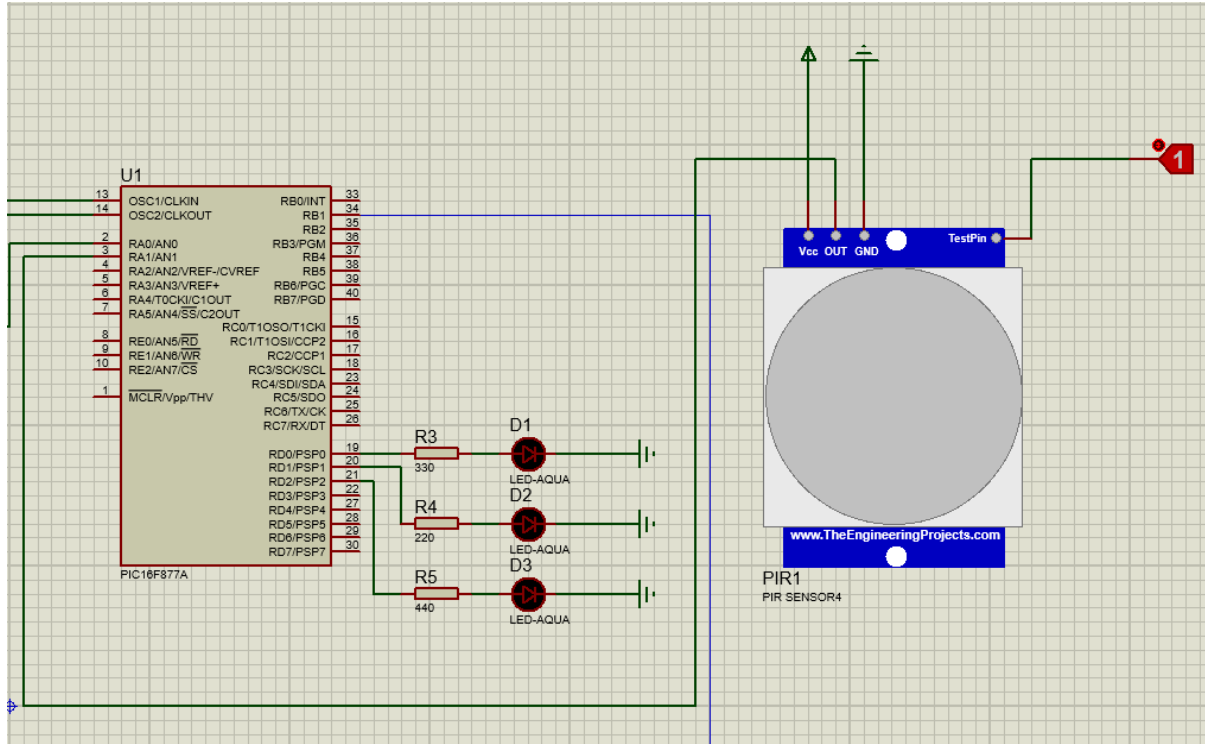 U1
13 OSC1/CLKIN
14 OSC2/CLKOUT
2 RA0/AN0
3 RA1/AN1
4 RA2/AN2/VREF-/CVREF
5 RA3/AN3/VREF+
6 RA4/T0CKI/C1OUT
7 RA5/AN4/SS/C2OUT
8 RE0/AN5/RD
9 RE1/AN6/WR
10 RE2/AN7/CS
1 MCLR/Vpp/THV
RB0/INT 33
RB1 34
RB2 35
RB3/PGM 36
RB4 37
RB5 38
RB6/PGC 39
RB7/PGD 40
RC0/T1OSO/T1CKI 15
RC1/T1OSI/CCP2 16
RC2/CCP1 17
RC3/SCK/SCL 18
RC4/SDI/SDA 23
RC5/SDO 24
RC6/TX/CK 25
RC7/RX/DT 26
RD0/PSP0 19
RD1/PSP1 20
RD2/PSP2 21
RD3/PSP3 22
RD4/PSP4 27
RD5/PSP5 28
RD6/PSP6 29
RD7/PSP7 30
PIC16F877A
R3
330
D1
LED-AQUA
R4
220
D2
LED-AQUA
R5
440
D3
LED-AQUA
1
Vcc OUT GND
TestPin
www.TheEngineeringProjects.com
PIR1
PIR SENSOR4